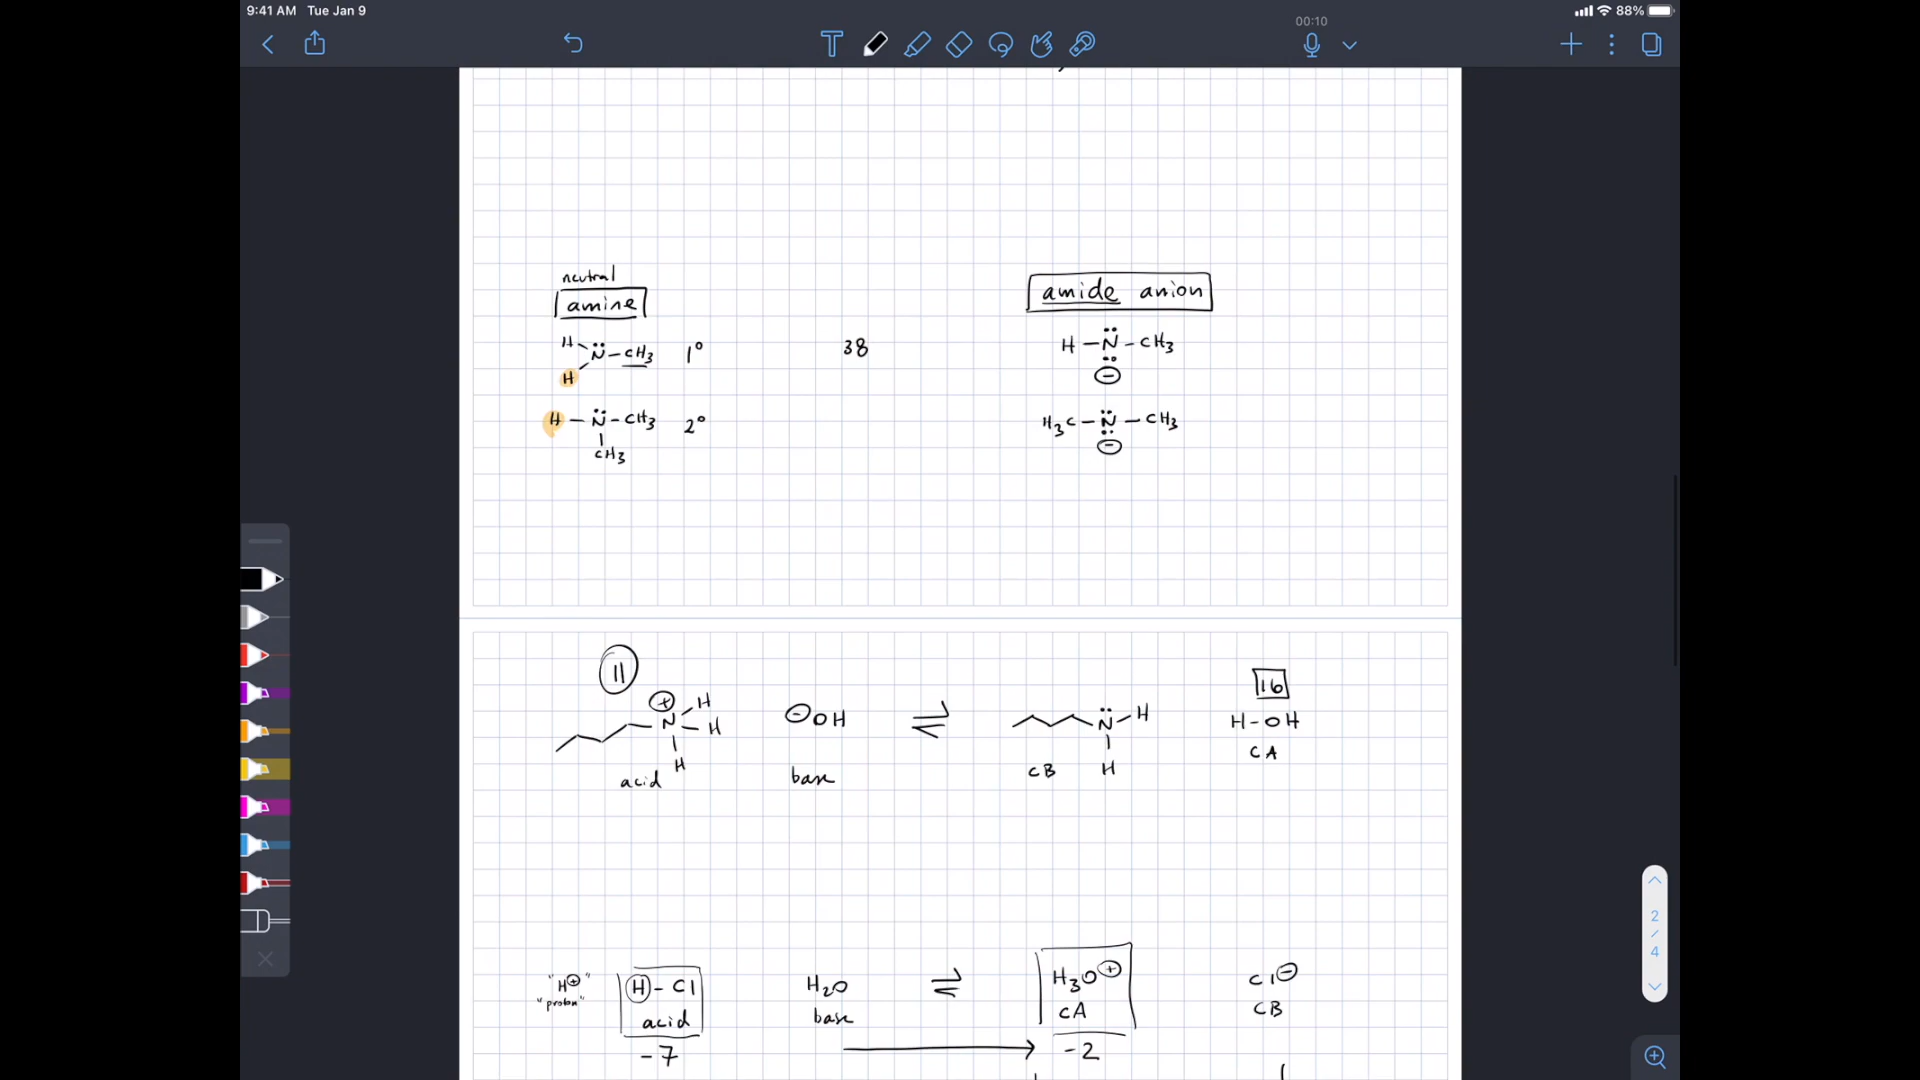 9:41 AM Tue Jan 9
88%
00:10
T
neutral
amine
amide anion
H N̈ - CH3 1° 38
H
H - N̈ - CH3
⊖
H - N̈ - CH3 2°
CH3
H3C - N̈ - CH3
⊖
11
16
⊕ N H H H
⊖OH ⇌ N̈ H H
H-OH
acid base CB CA
2
/
4
"H⊕"
"proton"
H - Cl H2O ⇌ H3O⊕ Cl⊖
acid base CA CB
-7 → -2